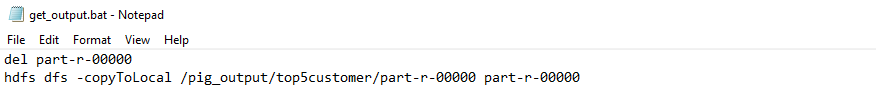 get_output.bat - Notepad
File Edit Format View Help
del part-r-00000
hdfs dfs -copyToLocal /pig_output/top5customer/part-r-00000 part-r-00000